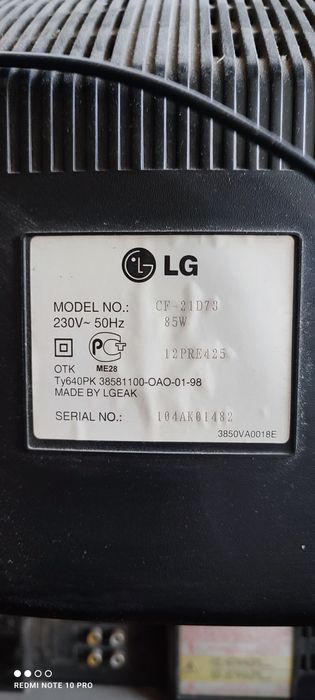 LG
MODEL NO.: CF-21D73
230V~ 50Hz 85W
12PRE425
ME28
OTK
Ty640PK 38581100-OAO-01-98
MADE BY LGEAK
SERIAL NO.: 104AK01482
3850VA0018E
REDMI NOTE 10 PRO